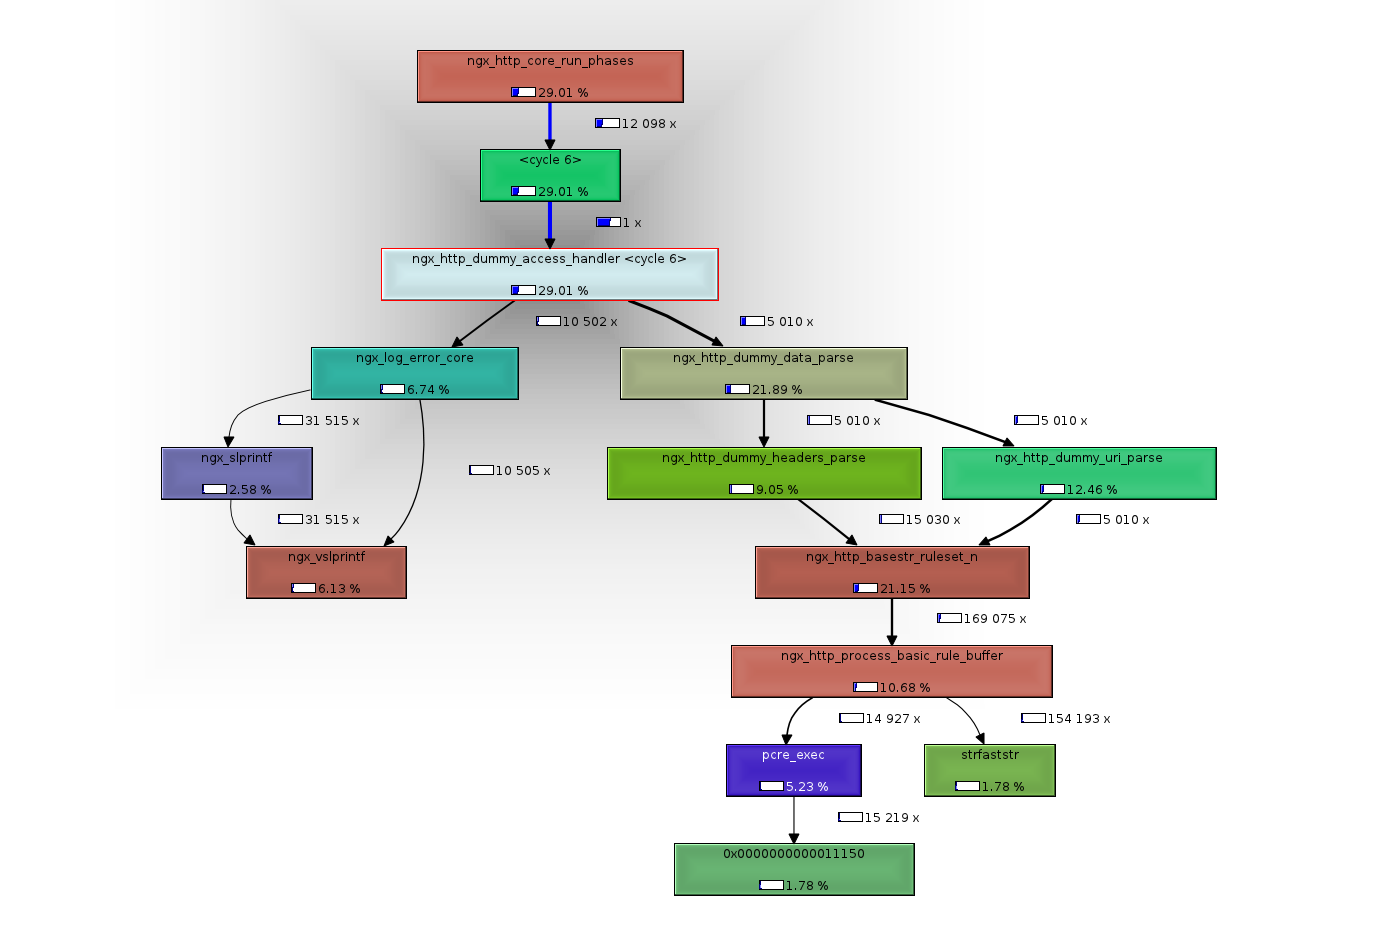 ngx_http_core_run_phases
29.01 %
12 098 x
<cycle 6>
29.01 %
1 x
ngx_http_dummy_access_handler <cycle 6>
29.01 %
10 502 x
5 010 x
ngx_log_error_core
6.74 %
ngx_http_dummy_data_parse
21.89 %
31 515 x
5 010 x
5 010 x
ngx_slprintf
2.58 %
10 505 x
ngx_http_dummy_headers_parse
9.05 %
ngx_http_dummy_uri_parse
12.46 %
31 515 x
15 030 x
5 010 x
ngx_vslprintf
6.13 %
ngx_http_basestr_ruleset_n
21.15 %
169 075 x
ngx_http_process_basic_rule_buffer
10.68 %
14 927 x
154 193 x
pcre_exec
5.23 %
strfaststr
1.78 %
15 219 x
0x0000000000011150
1.78 %